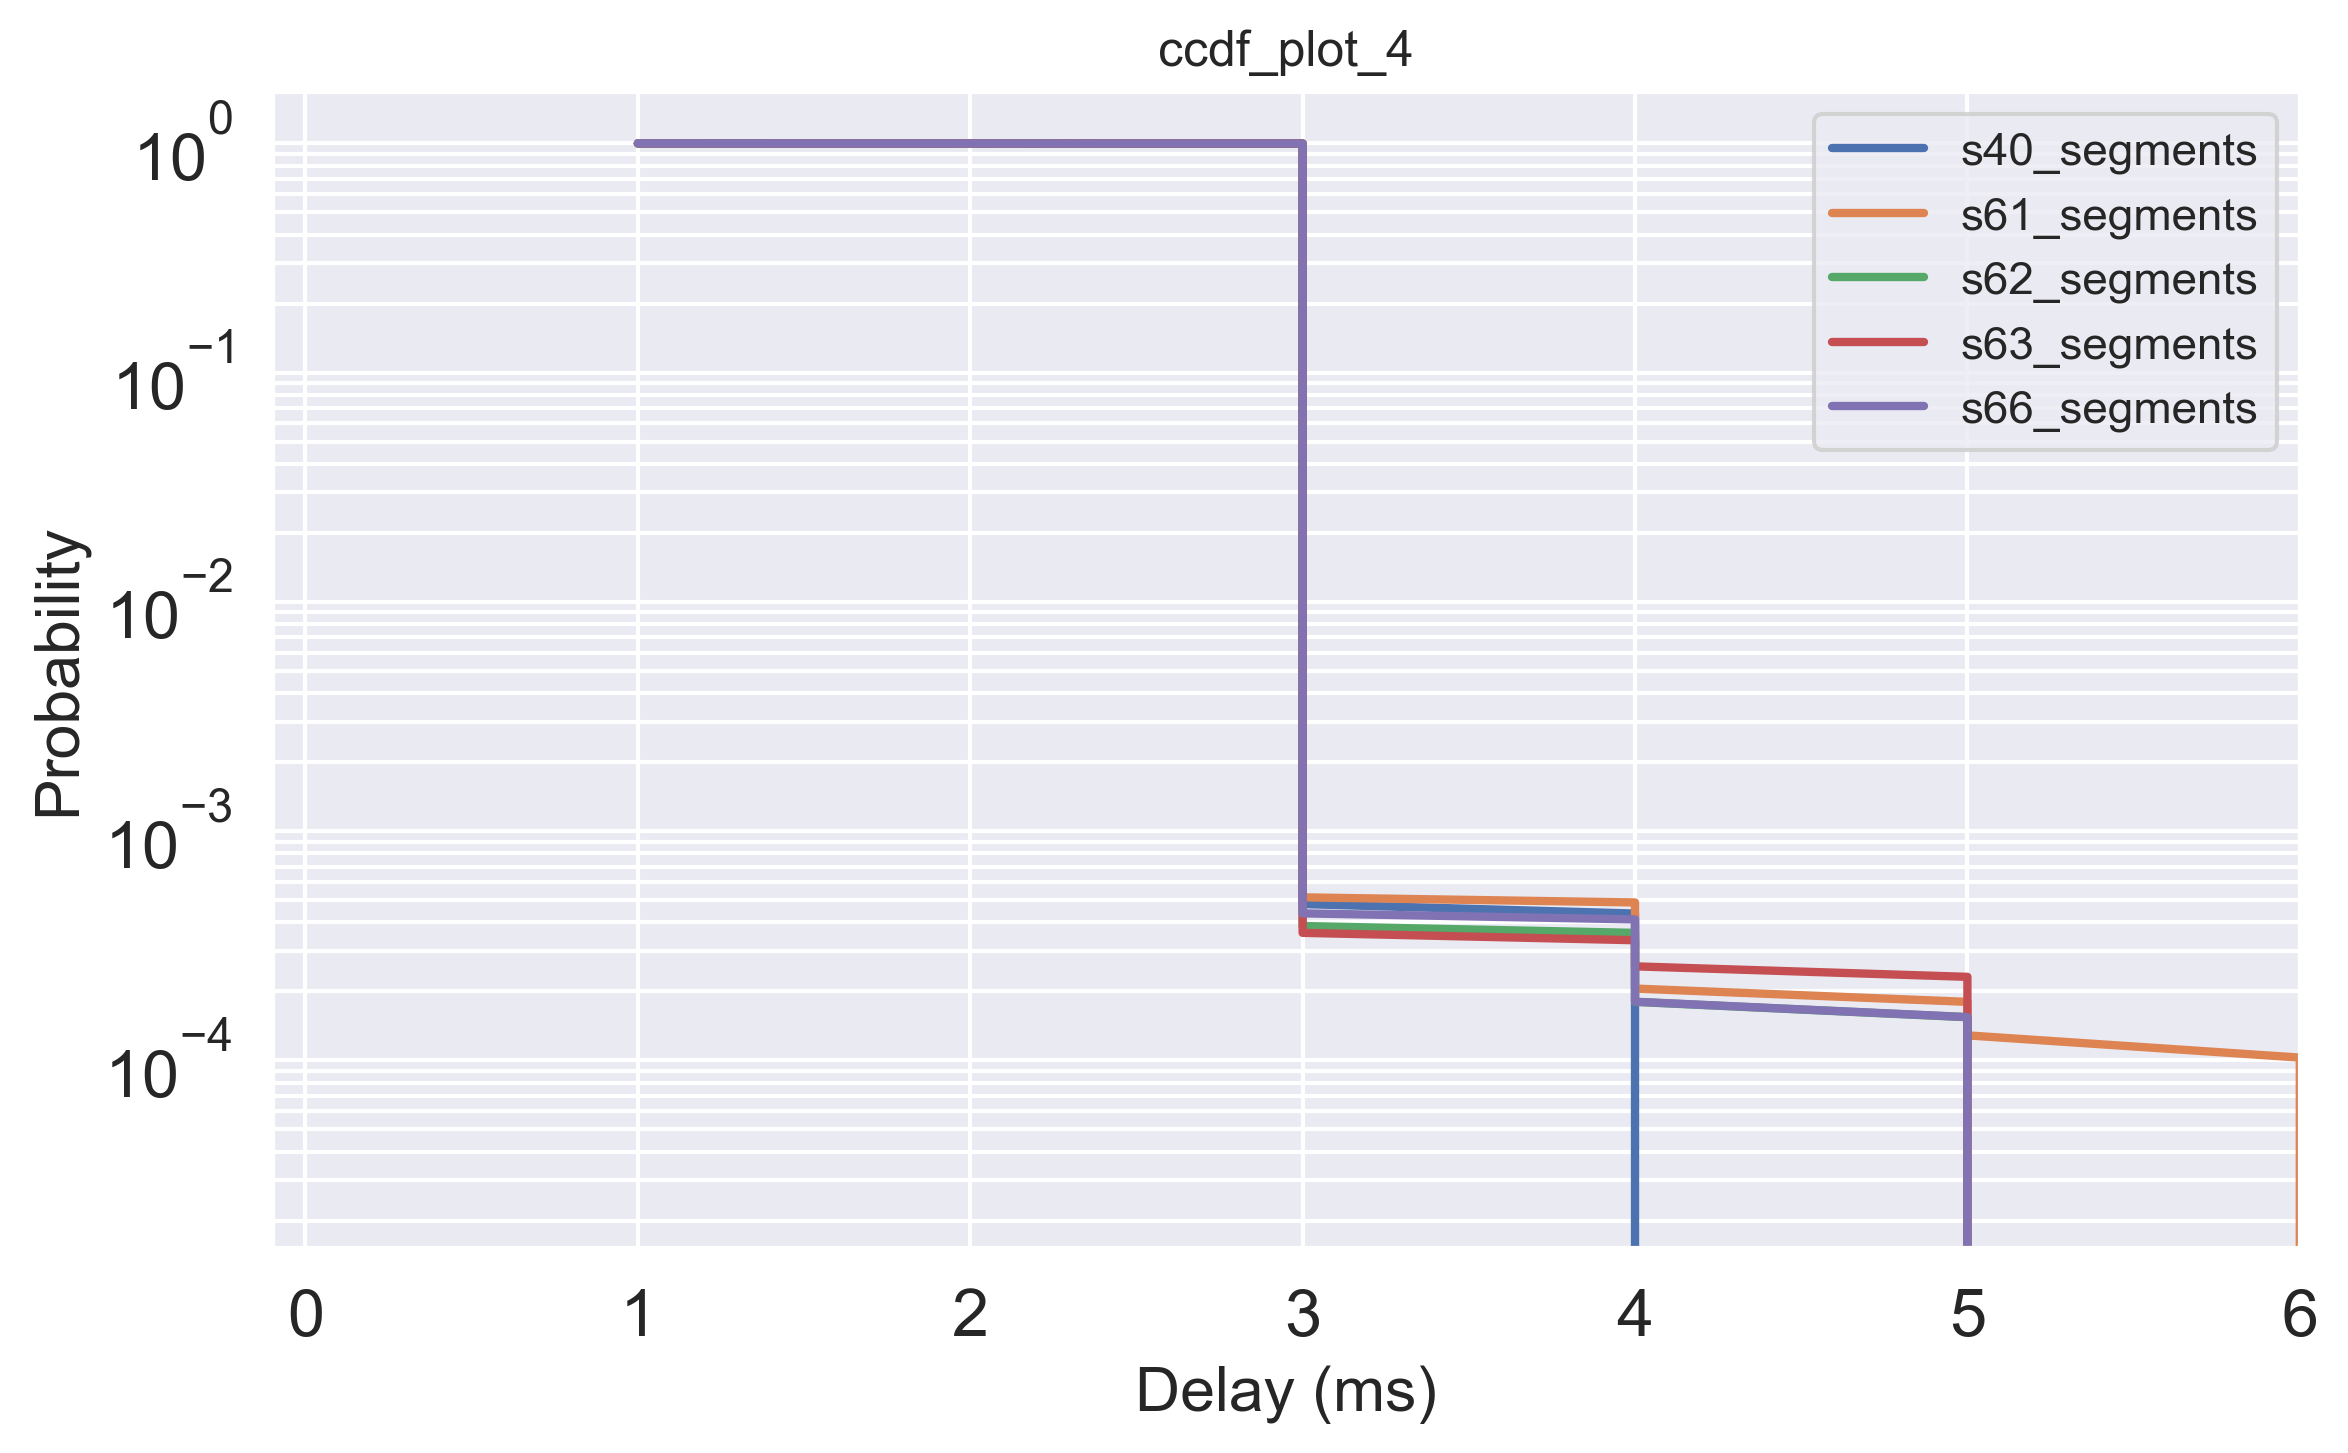 ccdf_plot_4
10^0
10^−1
10^−2
10^−3
10^−4
Probability
s40_segments
s61_segments
s62_segments
s63_segments
s66_segments
0 1 2 3 4 5 6
Delay (ms)